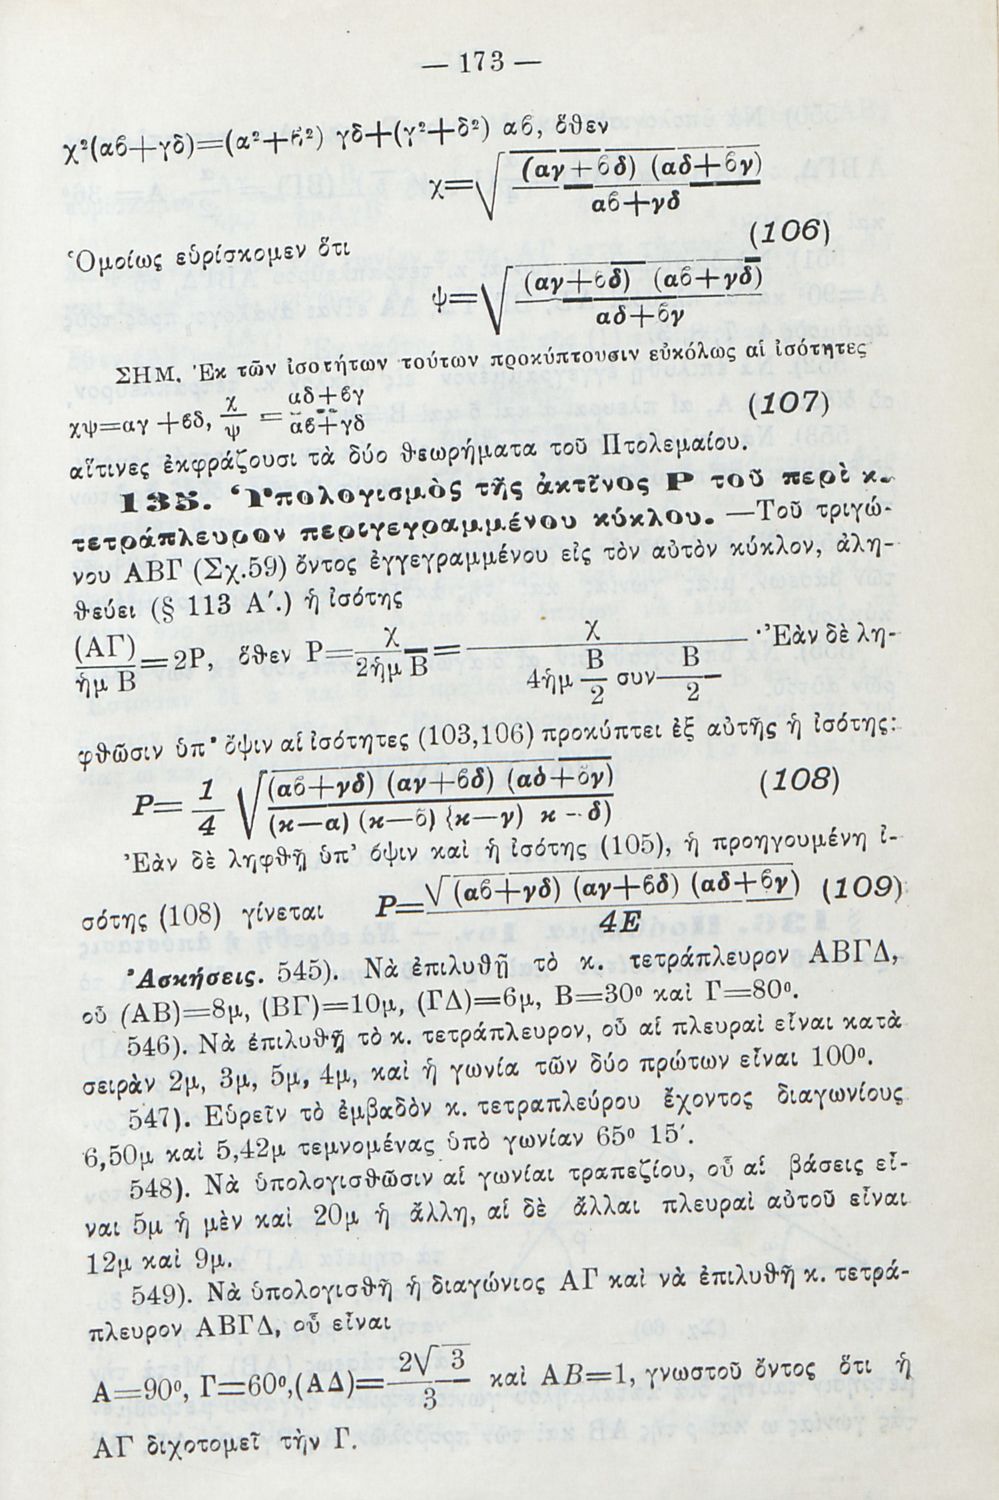 — 173 —
χ²(αβ+γδ)=(α²+β²) γδ+(γ²+δ²) αβ, ὅθεν
χ=√ (αγ+βδ) (αδ+βγ) / αβ+γδ
(106)
Ὁμοίως εὑρίσκομεν ὅτι
ψ=√ (αγ+βδ) (αβ+γδ) / αδ+βγ
ΣΗΜ. Ἐκ τῶν ἰσοτήτων τούτων προκύπτουσιν εὐκόλως αἱ ἰσότητες
χψ=αγ +βδ, χ/ψ = αδ+βγ / αβ+γδ (107)
αἵτινες ἐκφράζουσι τὰ δύο θεωρήματα τοῦ Πτολεμαίου.
135. Ὑπολογισμὸς τῆς ἀκτῖνος Ρ τοῦ περὶ κ.
τετράπλευρον περιγεγραμμένου κύκλου. —Τοῦ τριγώ-
νου ΑΒΓ (Σχ.59) ὄντος ἐγγεγραμμένου εἰς τὸν αὐτὸν κύκλον, ἀλη-
θεύει (§ 113 Α΄.) ἡ ἰσότης
(ΑΓ)/ἡμ Β = 2Ρ, ὅθεν Ρ = χ/2ἡμ Β = χ / 4ἡμ Β/2 συν Β/2 · Ἐὰν δὲ λη-
φθῶσιν ὑπ' ὄψιν αἱ ἰσότητες (103,106) προκύπτει ἐξ αὐτῆς ἡ ἰσότης:
Ρ= 1/4 √ (αβ+γδ) (αγ+βδ) (αδ+βγ) / (κ—α) (κ—β) {κ—γ) κ - δ) (108)
Ἐὰν δὲ ληφθῇ ὑπ' όψιν καὶ ἡ ἰσότης (105), ἡ προηγουμένη ἰ-
σότης (108) γίνεται Ρ= √ (αβ+γδ) (αγ+βδ) (αδ+βγ) / 4Ε (109)
Ἀσκήσεις. 545). Νὰ ἐπιλυθῇ τὸ κ. τετράπλευρον ΑΒΓΔ,
οὗ (ΑΒ)=8μ, (ΒΓ)=10μ, (ΓΔ)=6μ, Β=30° καὶ Γ=80°.
546). Νὰ ἐπιλυθῇ τὸ κ. τετράπλευρον, οὗ αἱ πλευραὶ εἶναι κατὰ
σειρὰν 2μ, 3μ, 5μ, 4μ, καὶ ἡ γωνία τῶν δύο πρώτων εἶναι 100°.
547). Εὑρεῖν τὸ ἐμβαδὸν κ. τετραπλεύρου ἔχοντος διαγωνίους
6,50μ καὶ 5,42μ τεμνομένας ὑπὸ γωνίαν 65° 15΄.
548). Νὰ ὑπολογισθῶσιν αἱ γωνίαι τραπεζίου, οὗ αἱ βάσεις εἶ-
ναι 5μ ἡ μὲν καὶ 20μ ἡ ἄλλη, αἱ δὲ ἄλλαι πλευραὶ αὐτοῦ εἶναι
12μ καὶ 9μ.
549). Νὰ ὑπολογισθῇ ἡ διαγώνιος ΑΓ καὶ νὰ ἐπιλυθῇ κ. τετρά-
πλευρον ΑΒΓΔ, οὗ εἶναι
Α=90°, Γ=60°,(ΑΔ)= 2√3 / 3 καὶ ΑΒ=1, γνωστοῦ ὄντος ὅτι ἡ
ΑΓ διχοτομεῖ τὴν Γ.